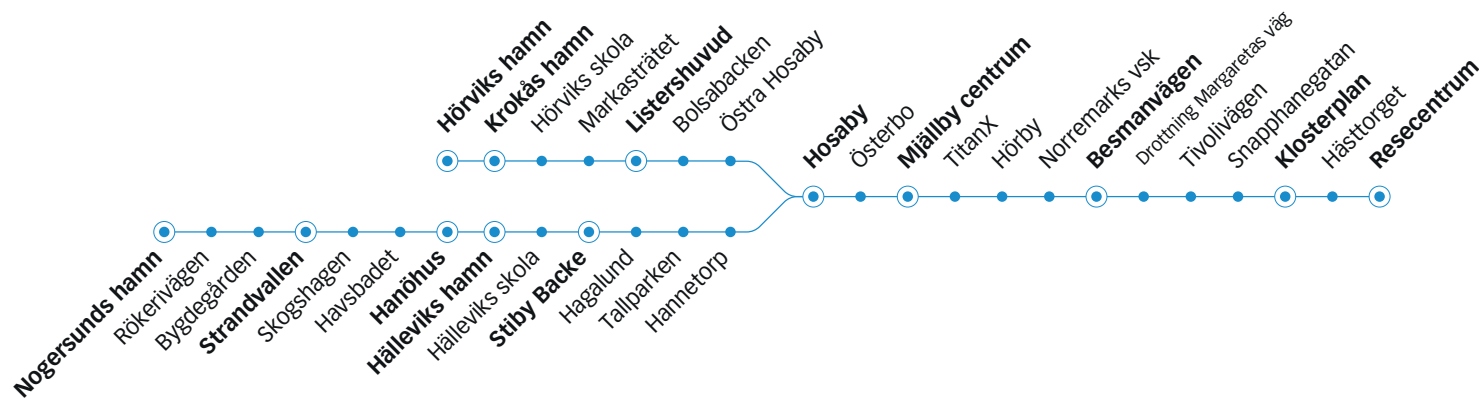 Hörviks hamn
Krokås hamn
Hörviks skola
Markasträtet
Listershuvud
Bolsabacken
Östra Hosaby
Hosaby
Österbo
Mjällby centrum
TitanX
Hörby
Norremarks vsk
Besmanvägen
Drottning Margaretas väg
Tivolivägen
Snapphanegatan
Klosterplan
Hästtorget
Resecentrum
Nogersunds hamn
Rökerivägen
Bygdegården
Strandvallen
Skogshagen
Havsbadet
Hanöhus
Hälleviks hamn
Hälleviks skola
Stiby Backe
Hagalund
Tallparken
Hannetorp